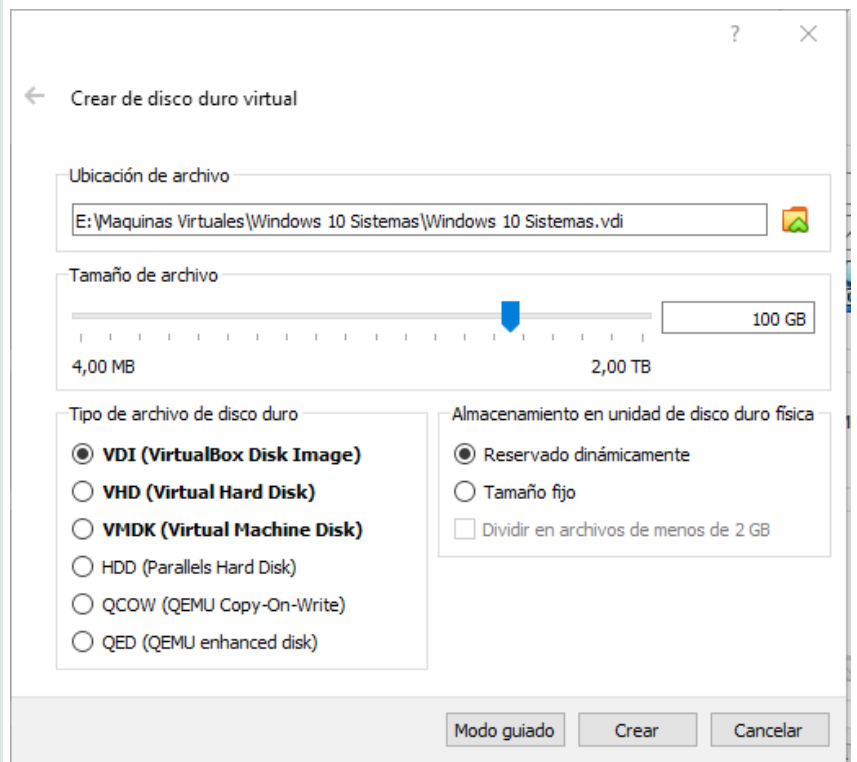 ?
Crear de disco duro virtual
Ubicación de archivo
E:\Maquinas Virtuales\Windows 10 Sistemas\Windows 10 Sistemas.vdi
Tamaño de archivo
100 GB
4,00 MB 2,00 TB
Tipo de archivo de disco duro
VDI (VirtualBox Disk Image)
VHD (Virtual Hard Disk)
VMDK (Virtual Machine Disk)
HDD (Parallels Hard Disk)
QCOW (QEMU Copy-On-Write)
QED (QEMU enhanced disk)
Almacenamiento en unidad de disco duro física
Reservado dinámicamente
Tamaño fijo
Dividir en archivos de menos de 2 GB
Modo guiado Crear Cancelar